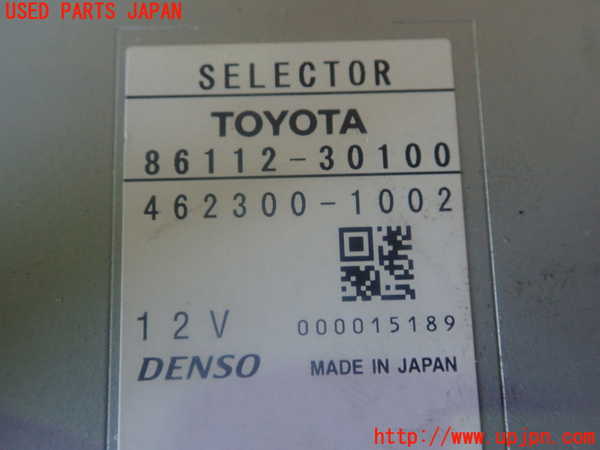 USED PARTS JAPAN
SELECTOR
TOYOTA
86112-30100
462300-1002
12V
000015189
DENSO
MADE IN JAPAN
http://www.upjpn.com